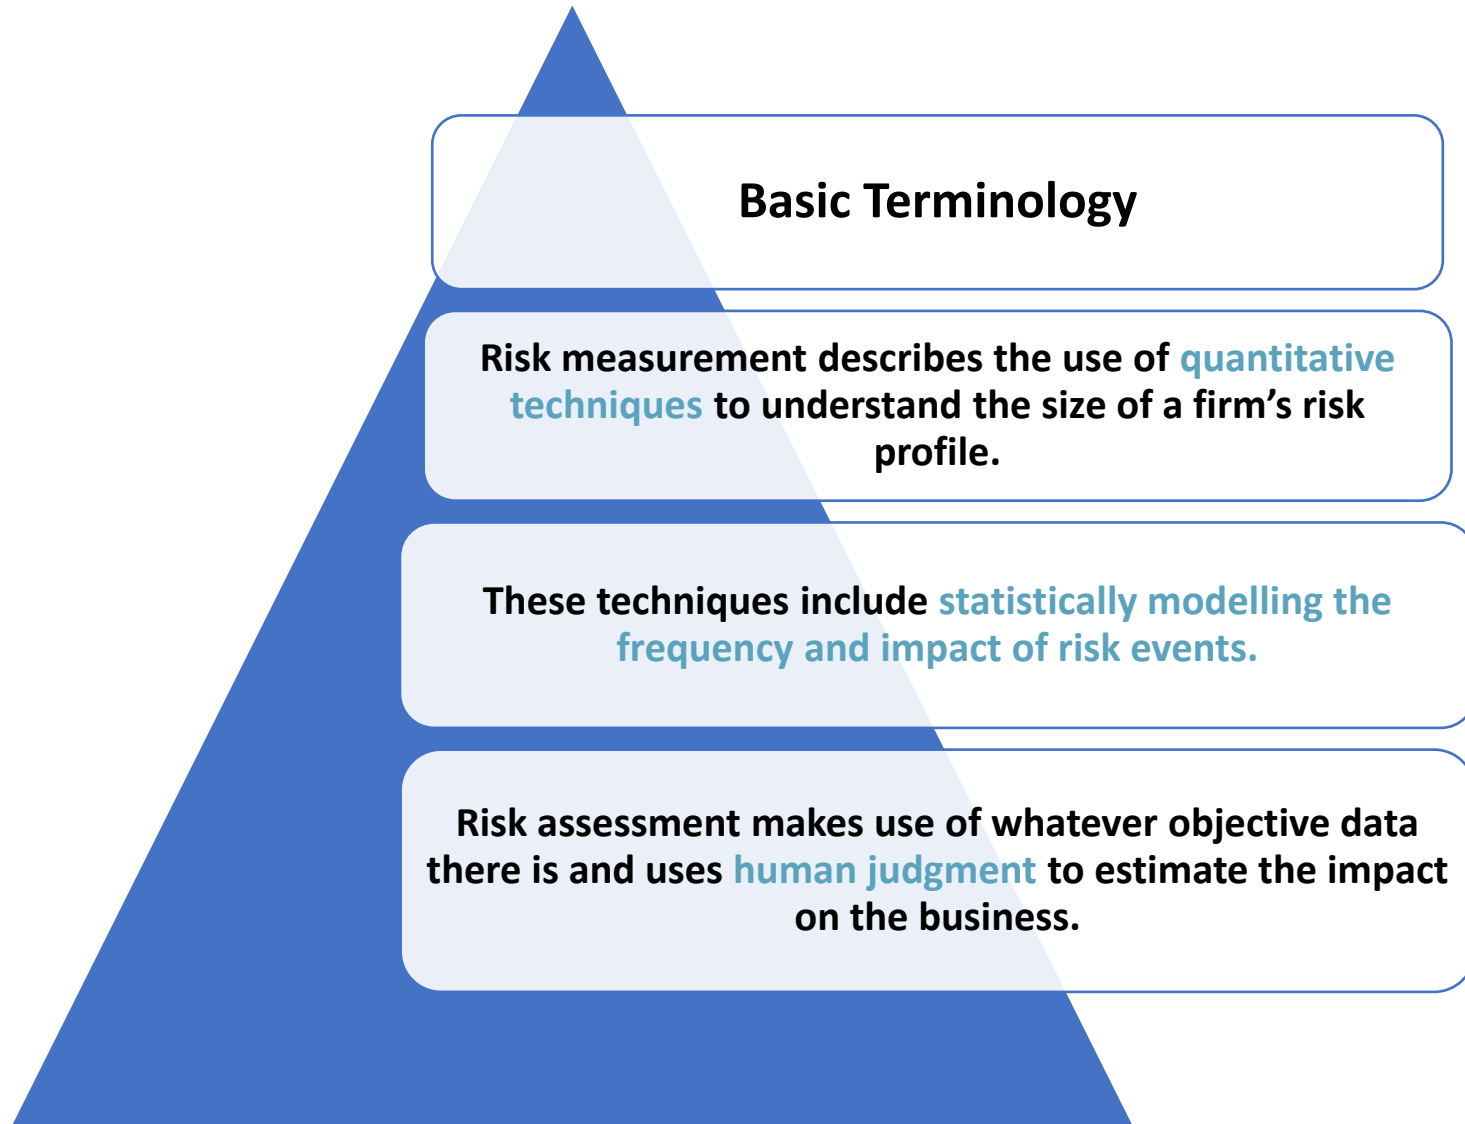 Basic Terminology
Risk measurement describes the use of quantitative
techniques to understand the size of a firm’s risk
profile.
These techniques include statistically modelling the
frequency and impact of risk events.
Risk assessment makes use of whatever objective data
there is and uses human judgment to estimate the impact
on the business.